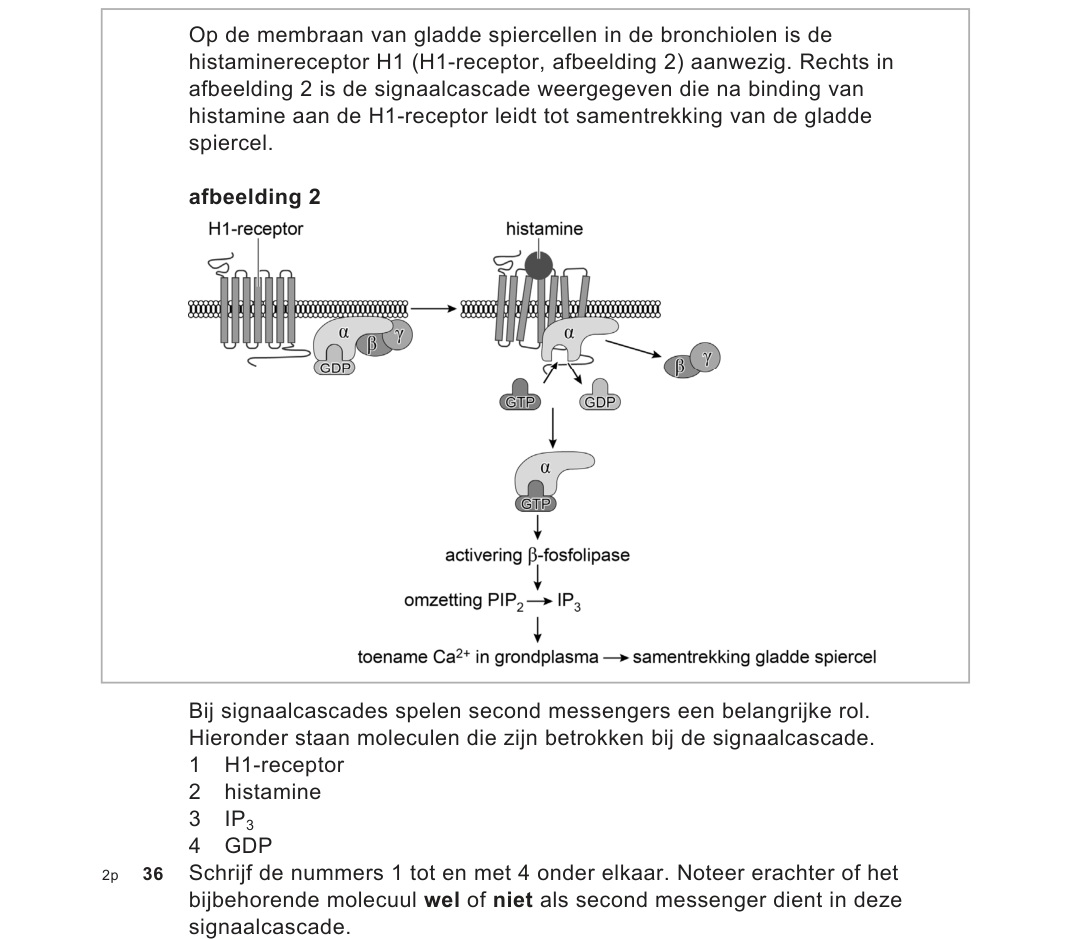 Op de membraan van gladde spiercellen in de bronchiolen is de
histaminereceptor H1 (H1-receptor, afbeelding 2) aanwezig. Rechts in
afbeelding 2 is de signaalcascade weergegeven die na binding van
histamine aan de H1-receptor leidt tot samentrekking van de gladde
spiercel.
afbeelding 2
H1-receptor
histamine
α
β
γ
GDP
α
β
γ
GTP
GDP
α
GTP
activering β-fosfolipase
omzetting PIP₂ → IP₃
toename Ca²⁺ in grondplasma → samentrekking gladde spiercel
Bij signaalcascades spelen second messengers een belangrijke rol.
Hieronder staan moleculen die zijn betrokken bij de signaalcascade.
1 H1-receptor
2 histamine
3 IP₃
4 GDP
2p 36 Schrijf de nummers 1 tot en met 4 onder elkaar. Noteer erachter of het
bijbehorende molecuul wel of niet als second messenger dient in deze
signaalcascade.